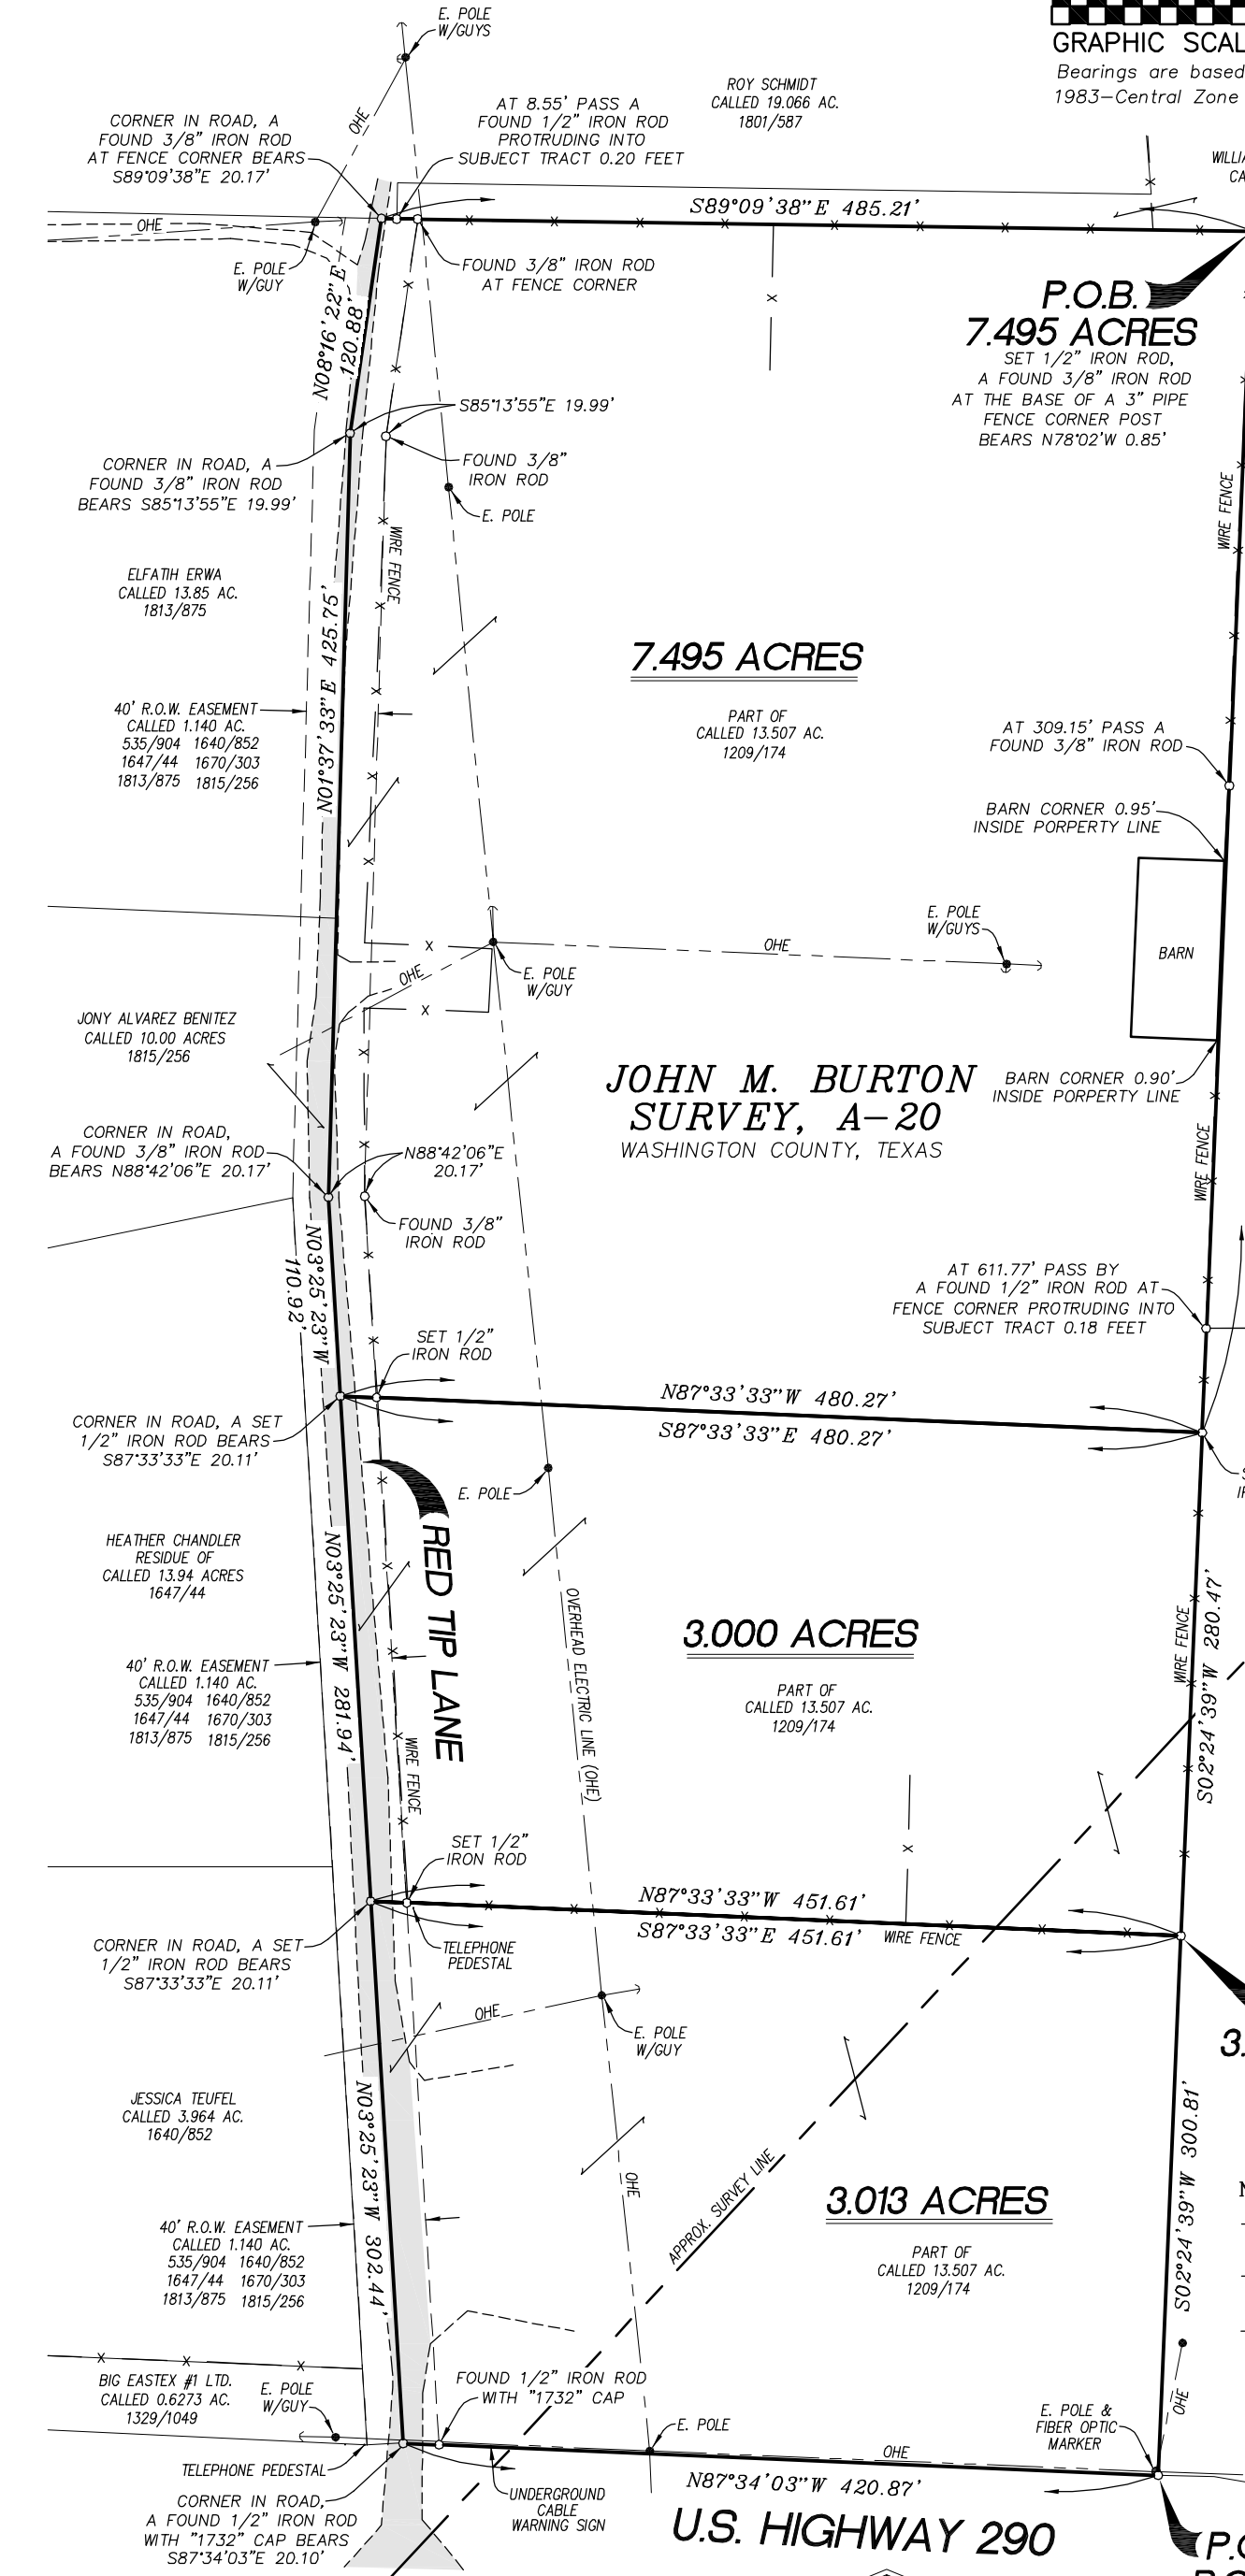 E. POLE
W/GUYS
GRAPHIC SCAL
Bearings are based
1983-Central Zone
ROY SCHMIDT
CALLED 19.066 AC.
1801/587
CORNER IN ROAD, A
FOUND 3/8" IRON ROD
AT FENCE CORNER BEARS
S89°09'38"E 20.17'
OHE
AT 8.55' PASS A
FOUND 1/2" IRON ROD
PROTRUDING INTO
SUBJECT TRACT 0.20 FEET
WILLI
CA
S89°09'38"E 485.21'
OHE
E. POLE
W/GUY
FOUND 3/8" IRON ROD
AT FENCE CORNER
N08°16'22"E
120.88'
P.O.B.
7.495 ACRES
SET 1/2" IRON ROD,
A FOUND 3/8" IRON ROD
AT THE BASE OF A 3" PIPE
FENCE CORNER POST
BEARS N78°02'W 0.85'
S85°13'55"E 19.99'
CORNER IN ROAD, A
FOUND 3/8" IRON ROD
BEARS S85°13'55"E 19.99'
FOUND 3/8"
IRON ROD
E. POLE
WIRE FENCE
WIRE FENCE
ELFATIH ERWA
CALLED 13.85 AC.
1813/875
N01°37'33"E 425.75'
7.495 ACRES
PART OF
CALLED 13.507 AC.
1209/174
40' R.O.W. EASEMENT
CALLED 1.140 AC.
535/904 1640/852
1647/44 1670/303
1813/875 1815/256
AT 309.15' PASS A
FOUND 3/8" IRON ROD
BARN CORNER 0.95'
INSIDE PORPERTY LINE
E. POLE
W/GUYS
OHE
BARN
OHE
E. POLE
W/GUY
JONY ALVAREZ BENITEZ
CALLED 10.00 ACRES
1815/256
JOHN M. BURTON
SURVEY, A-20
WASHINGTON COUNTY, TEXAS
BARN CORNER 0.90'
INSIDE PORPERTY LINE
CORNER IN ROAD,
A FOUND 3/8" IRON ROD
BEARS N88°42'06"E 20.17'
N88°42'06"E
20.17'
WIRE FENCE
FOUND 3/8"
IRON ROD
N03°25'23"W
110.92'
AT 611.77' PASS BY
A FOUND 1/2" IRON ROD AT
FENCE CORNER PROTRUDING INTO
SUBJECT TRACT 0.18 FEET
SET 1/2"
IRON ROD
N87°33'33"W 480.27'
S87°33'33"E 480.27'
CORNER IN ROAD, A SET
1/2" IRON ROD BEARS
S87°33'33"E 20.11'
E. POLE
RED TIP LANE
HEATHER CHANDLER
RESIDUE OF
CALLED 13.94 ACRES
1647/44
N03°25'23"W 281.94'
OVERHEAD ELECTRIC LINE (OHE)
3.000 ACRES
PART OF
CALLED 13.507 AC.
1209/174
WIRE FENCE
S02°24'39"W 280.47'
40' R.O.W. EASEMENT
CALLED 1.140 AC.
535/904 1640/852
1647/44 1670/303
1813/875 1815/256
WIRE FENCE
SET 1/2"
IRON ROD
N87°33'33"W 451.61'
S87°33'33"E 451.61'
WIRE FENCE
CORNER IN ROAD, A SET
1/2" IRON ROD BEARS
S87°33'33"E 20.11'
TELEPHONE
PEDESTAL
OHE
E. POLE
W/GUY
3.
JESSICA TEUFEL
CALLED 3.964 AC.
1640/852
N03°25'23"W 302.44'
OHE
APPROX. SURVEY LINE
3.013 ACRES
PART OF
CALLED 13.507 AC.
1209/174
S02°24'39"W 300.81'
40' R.O.W. EASEMENT
CALLED 1.140 AC.
535/904 1640/852
1647/44 1670/303
1813/875 1815/256
BIG EASTEX #1 LTD.
CALLED 0.6273 AC.
1329/1049
E. POLE
W/GUY
FOUND 1/2" IRON ROD
WITH "1732" CAP
E. POLE
E. POLE &
FIBER OPTIC
MARKER
OHE
OHE
TELEPHONE PEDESTAL
N87°34'03"W 420.87'
UNDERGROUND
CABLE
WARNING SIGN
CORNER IN ROAD,
A FOUND 1/2" IRON ROD
WITH "1732" CAP BEARS
S87°34'03"E 20.10'
U.S. HIGHWAY 290